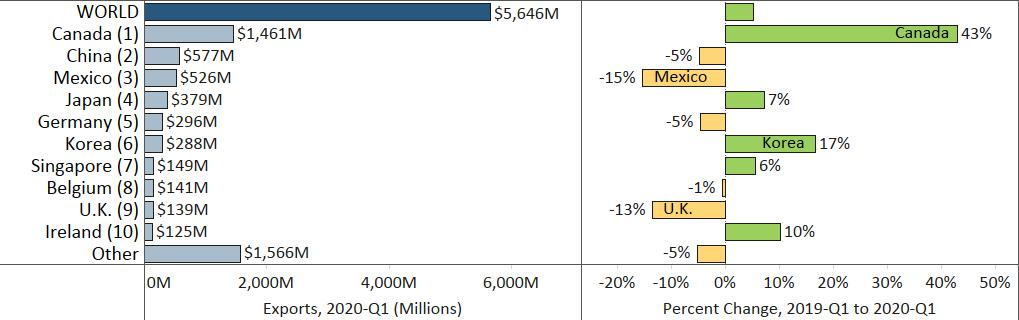 WORLD $5,646M
Canada (1) $1,461M Canada 43%
China (2) $577M -5%
Mexico (3) $526M -15% Mexico
Japan (4) $379M 7%
Germany (5) $296M -5%
Korea (6) $288M Korea 17%
Singapore (7) $149M 6%
Belgium (8) $141M -1%
U.K. (9) $139M -13% U.K.
Ireland (10) $125M 10%
Other $1,566M -5%
0M 2,000M 4,000M 6,000M -20% -10% 0% 10% 20% 30% 40% 50%
Exports, 2020-Q1 (Millions) Percent Change, 2019-Q1 to 2020-Q1